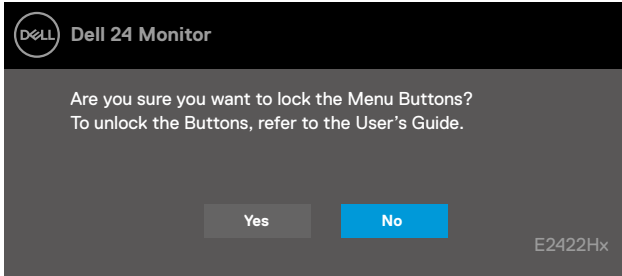 DELL Dell 24 Monitor
Are you sure you want to lock the Menu Buttons?
To unlock the Buttons, refer to the User’s Guide.
Yes No
E2422Hx